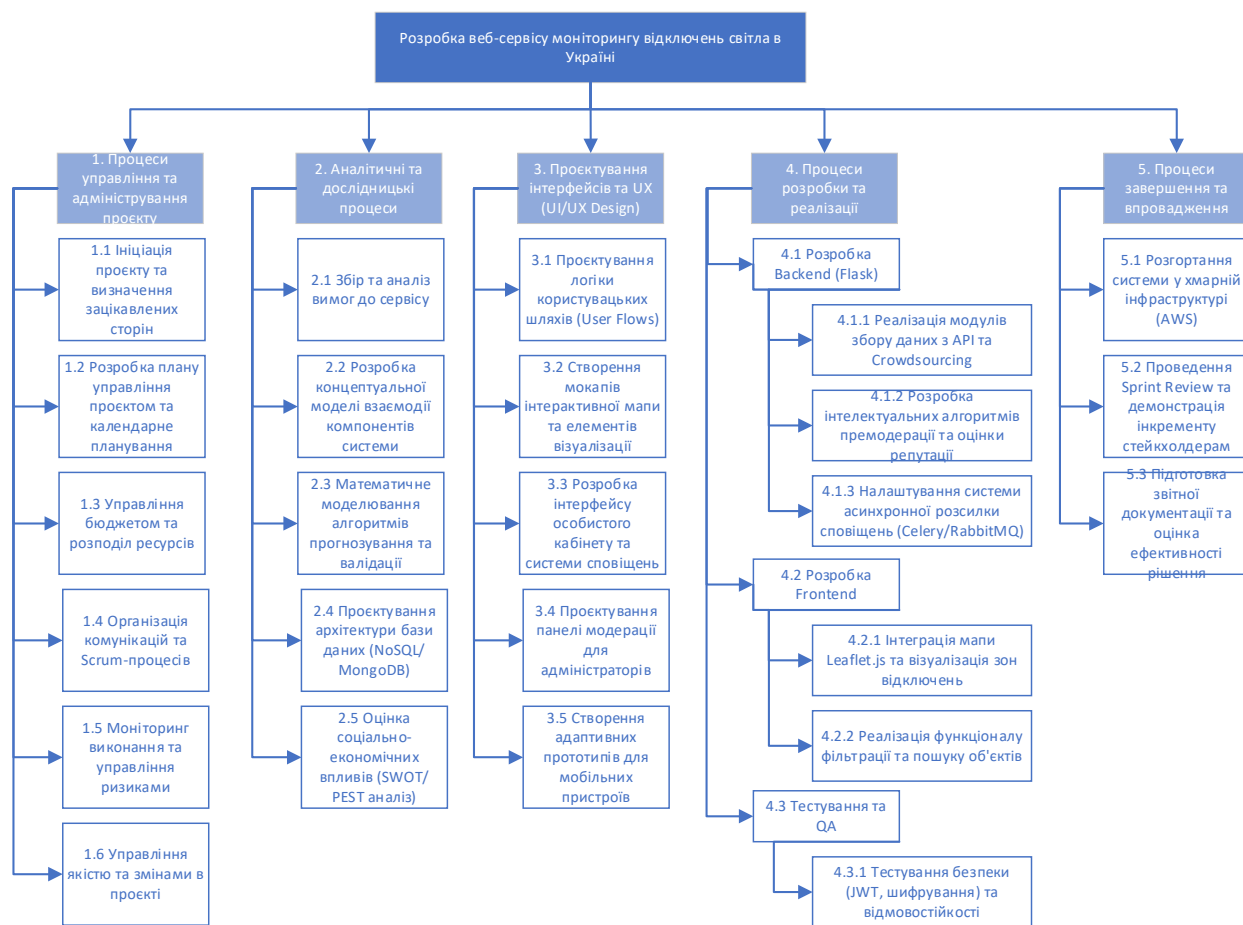 Розробка веб-сервісу моніторингу відключень світла в
Україні
1. Процеси
управління та
адміністрування
проєкту
1.1 Ініціація
проєкту та
визначення
зацікавлених
сторін
1.2 Розробка плану
управління
проєктом та
календарне
планування
1.3 Управління
бюджетом та
розподіл ресурсів
1.4 Організація
комунікацій та
Scrum-процесів
1.5 Моніторинг
виконання та
управління
ризиками
1.6 Управління
якістю та змінами в
проєкті
2. Аналітичні та
дослідницькі
процеси
2.1 Збір та аналіз
вимог до сервісу
2.2 Розробка
концептуальної
моделі взаємодії
компонентів
системи
2.3 Математичне
моделювання
алгоритмів
прогнозування та
валідації
2.4 Проєктування
архітектури бази
даних (NoSQL/
MongoDB)
2.5 Оцінка
соціально-
економічних
впливів (SWOT/
PEST аналіз)
3. Проєктування
інтерфейсів та UX
(UI/UX Design)
3.1 Проєктування
логіки
користувацьких
шляхів (User Flows)
3.2 Створення
мокапів
інтерактивної мапи
та елементів
візуалізації
3.3 Розробка
інтерфейсу
особистого
кабінету та
системи сповіщень
3.4 Проєктування
панелі модерації
для
адміністраторів
3.5 Створення
адаптивних
прототипів для
мобільних
пристроїв
4. Процеси
розробки та
реалізації
4.1 Розробка
Backend (Flask)
4.1.1 Реалізація модулів
збору даних з API та
Crowdsourcing
4.1.2 Розробка
інтелектуальних алгоритмів
премодерації та оцінки
репутації
4.1.3 Налаштування системи
асинхронної розсилки
сповіщень (Celery/RabbitMQ)
4.2 Розробка
Frontend
4.2.1 Інтеграція мапи
Leaflet.js та візуалізація зон
відключень
4.2.2 Реалізація функціоналу
фільтрації та пошуку об'єктів
4.3 Тестування та
QA
4.3.1 Тестування безпеки
(JWT, шифрування) та
відмовостійкості
5. Процеси
завершення та
впровадження
5.1 Розгортання
системи у хмарній
інфраструктурі
(AWS)
5.2 Проведення
Sprint Review та
демонстрація
інкременту
стейкхолдерам
5.3 Підготовка
звітної
документації та
оцінка
ефективності
рішення